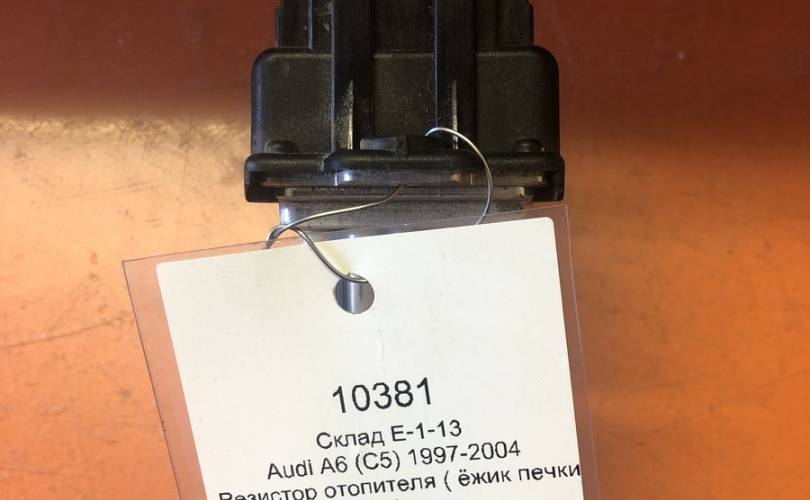 10381
Склад Е-1-13
Audi A6 (C5) 1997-2004
Резистор отопителя ( ёжик печки